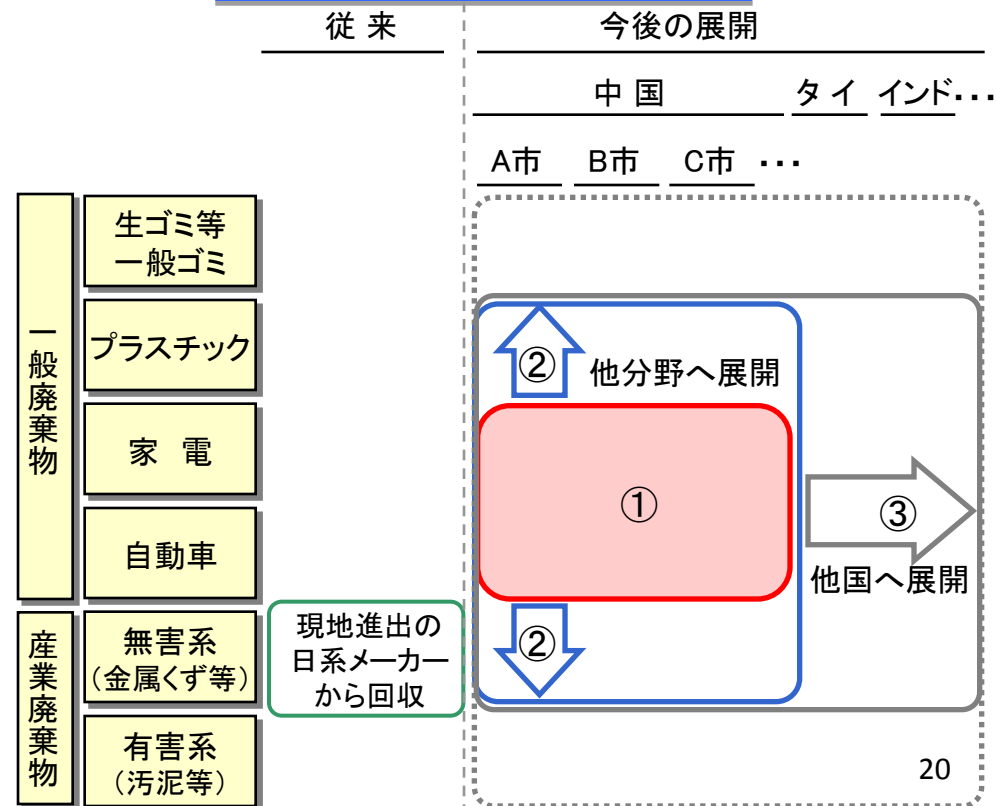 従 来
今後の展開
中 国
タ イ
インド・・・
A市
B市
C市
・・・
一般廃棄物
生ゴミ等
一般ゴミ
プラスチック
家 電
自動車
産業廃棄物
無害系
（金属くず等）
有害系
（汚泥等）
現地進出の
日系メーカー
から回収
②
他分野へ展開
①
③
他国へ展開
②
20